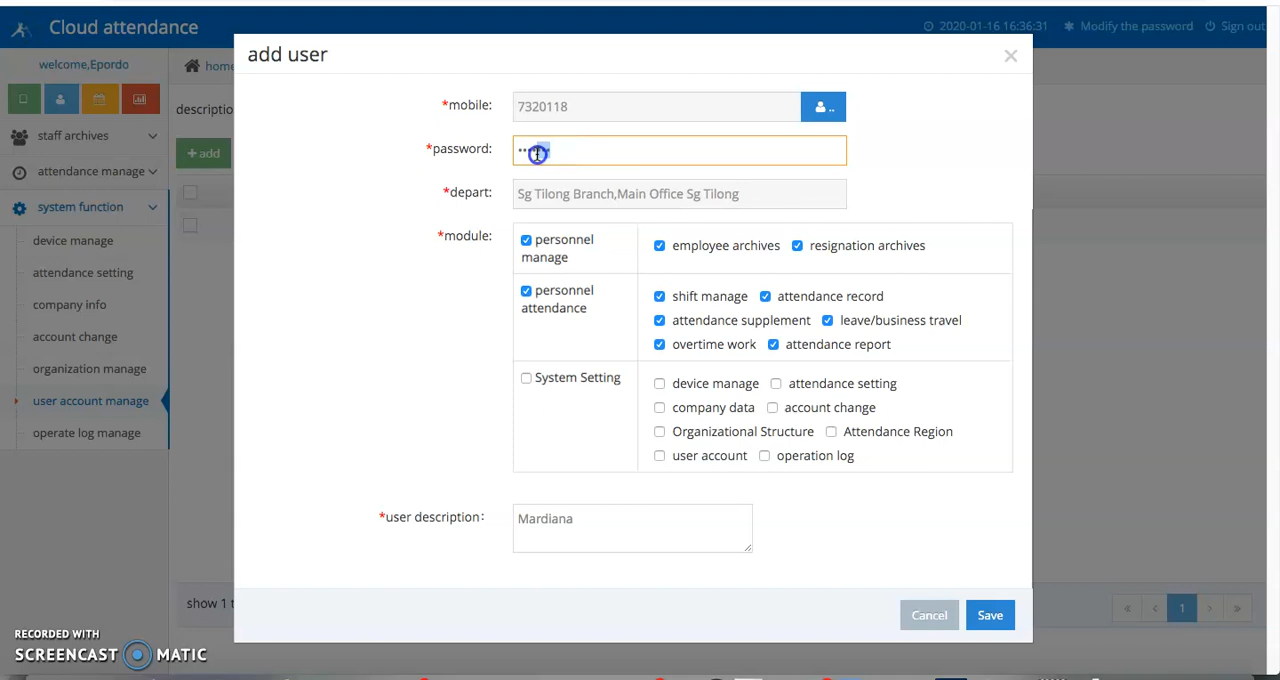 Cloud attendance
2020-01-16 16:36:31 Modify the password Sign out
welcome,Epordo
home
add user
*mobile: 7320118 ..
descriptio
staff archives
*password:
+ add
attendance manage
*depart: Sg Tilong Branch,Main Office Sg Tilong
system function
*module: personnel manage
employee archives resignation archives
device manage
attendance setting
company info
account change
organization manage
user account manage
operate log manage
personnel attendance
shift manage attendance record
attendance supplement leave/business travel
overtime work attendance report
System Setting
device manage attendance setting
company data account change
Organizational Structure Attendance Region
user account operation log
*user description: Mardiana
show 1
« ‹ 1 › »
Cancel Save
RECORDED WITH
SCREENCAST MATIC